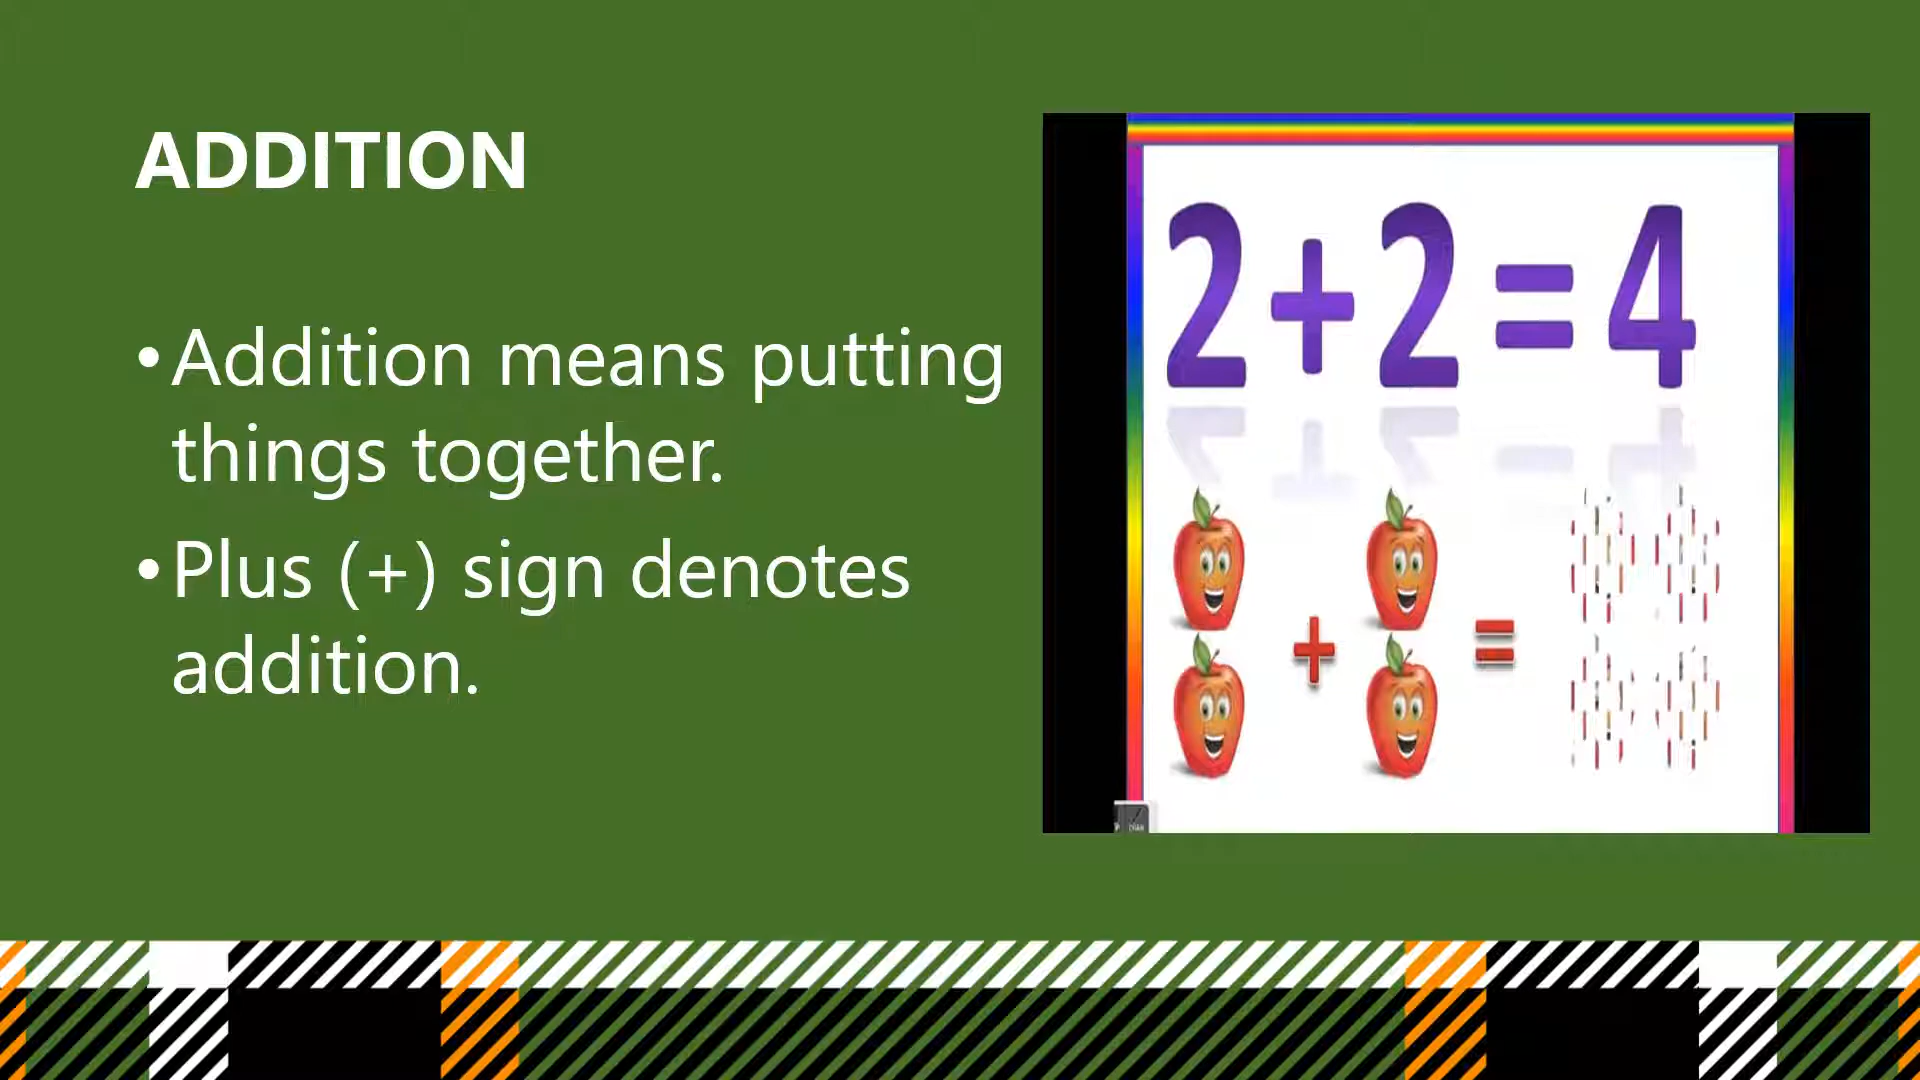 ADDITION
•Addition means putting
things together.
•Plus (+) sign denotes
addition.
2+2=4
+ =